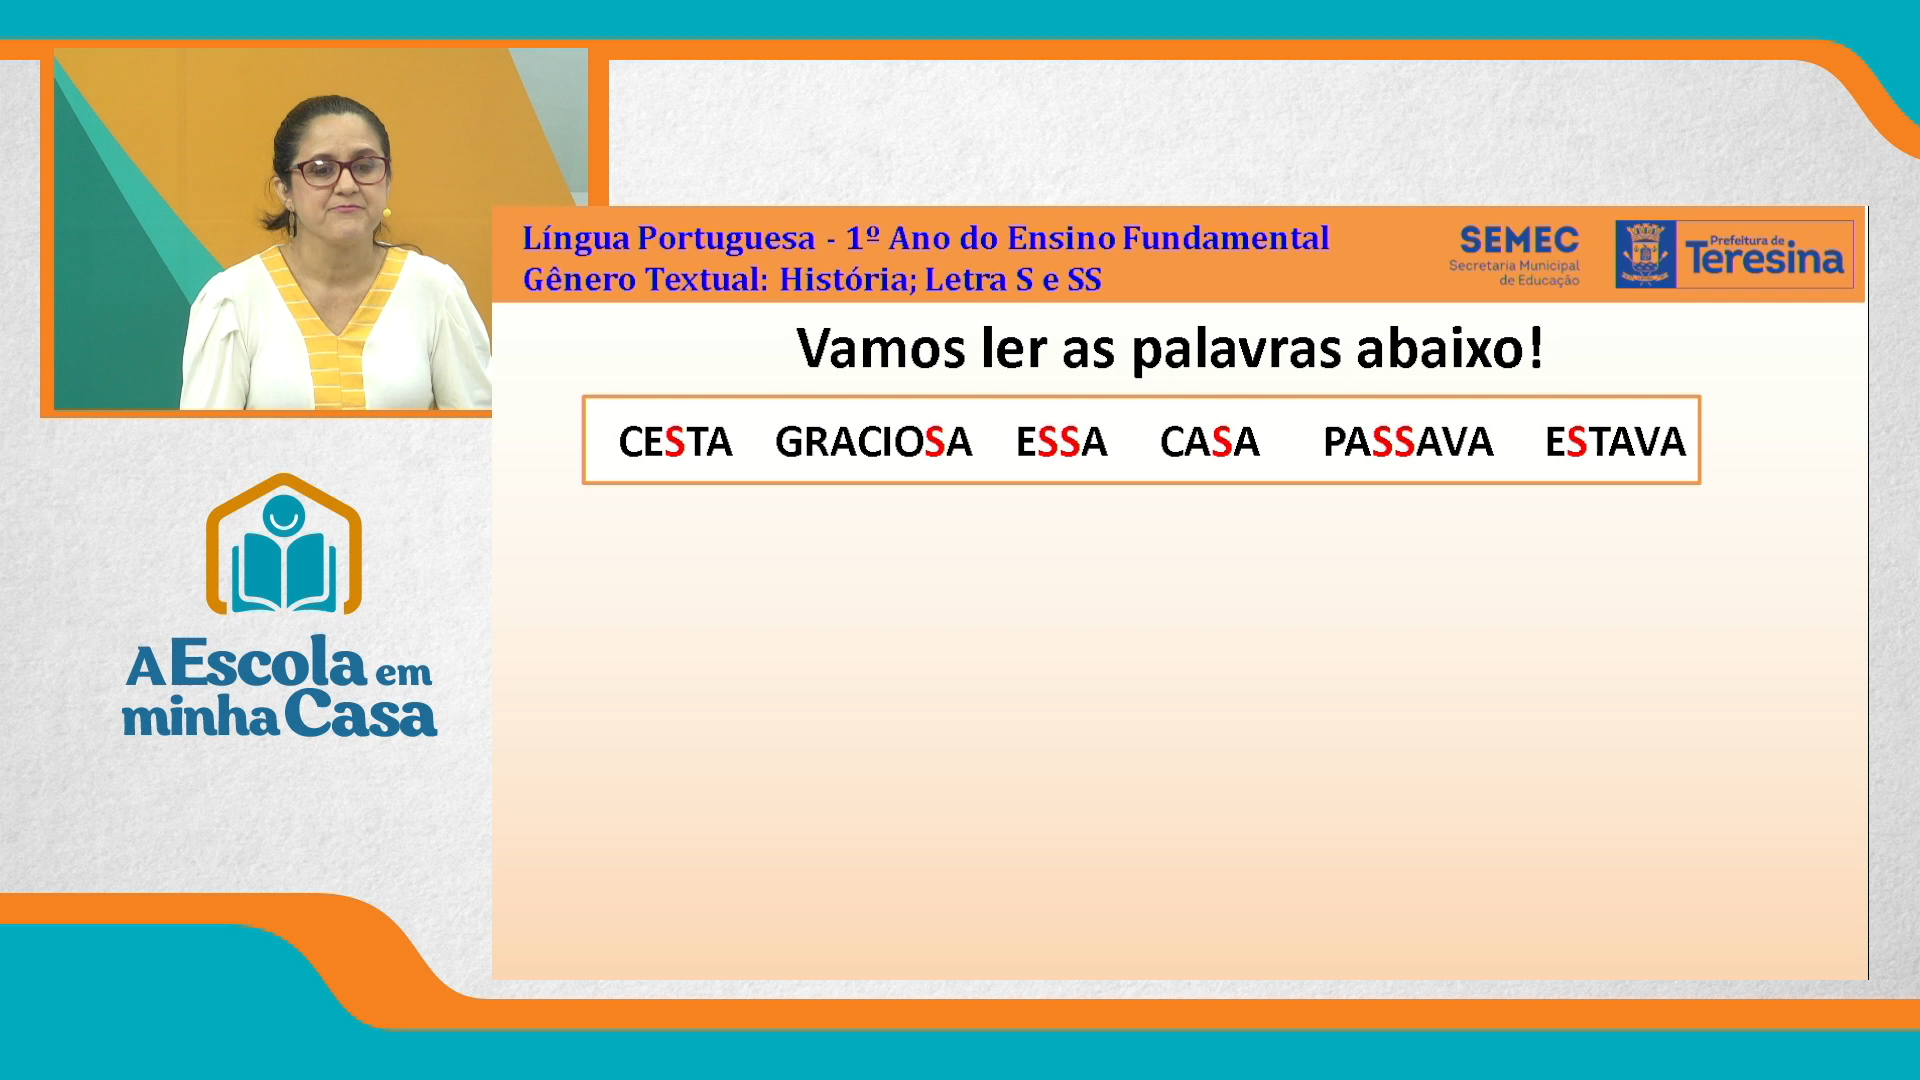 Língua Portuguesa - 1º Ano do Ensino Fundamental
Gênero Textual: História; Letra S e SS
SEMEC
Secretaria Municipal
de Educação
Prefeitura de
Teresina
Vamos ler as palavras abaixo!
CESTA GRACIOSA ESSA CASA PASSAVA ESTAVA
A Escola em
minha Casa